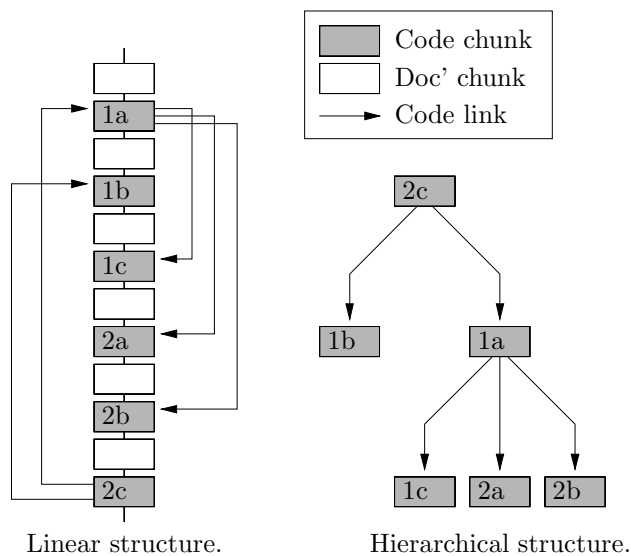 Code chunk
Doc' chunk
Code link
1a
1b
1c
2a
2b
2c
Linear structure.
2c
1b 1a
1c 2a 2b
Hierarchical structure.